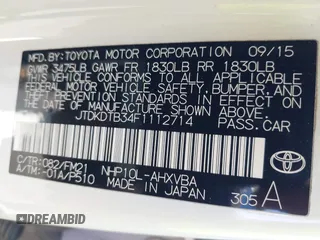 MFD. BY: TOYOTA MOTOR CORPORATION 09/15
GVWR 3475LB GAWR FR 1830LB RR 1830LB
THIS VEHICLE CONFORMS TO ALL APPLICABLE
FEDERAL MOTOR VEHICLE SAFETY, BUMPER, AND
THEFT PREVENTION STANDARDS IN EFFECT ON THE DATE
OF MANUFACTURE SHOWN ABOVE.
JTDKDTB34F1112714 PASS.CAR
C/TR: 082/FM21 NHP10L-AHXVBA
A/TM: -01A/P510 MADE IN JAPAN
305 A
TOYOTA
DREAMBID